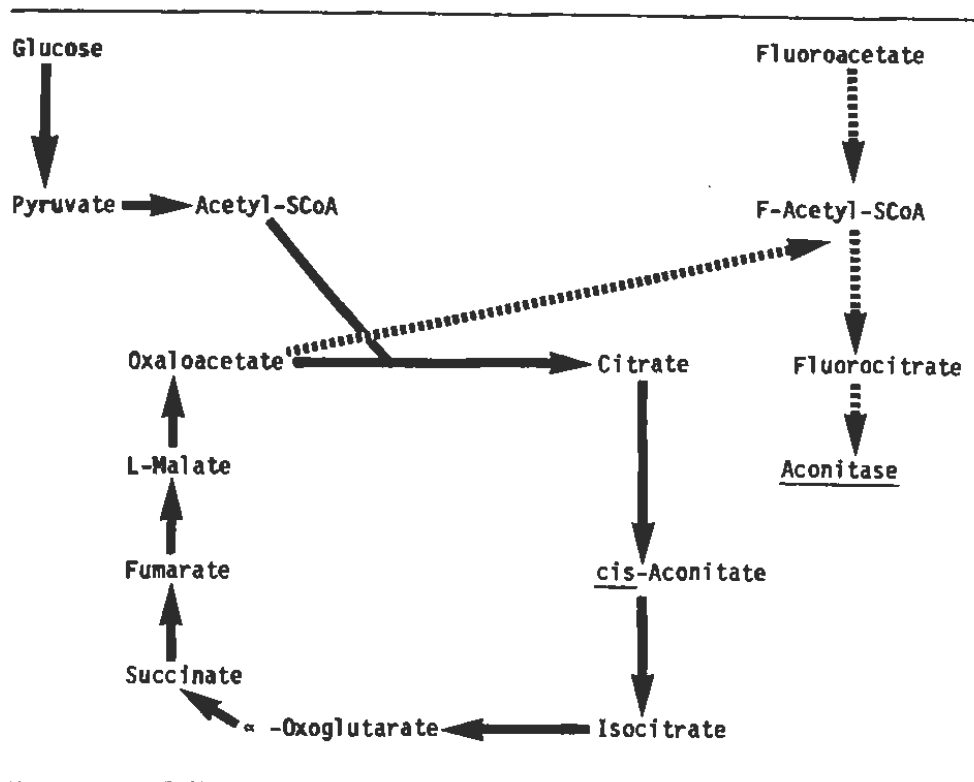 Glucose
Fluoroacetate
Pyruvate
Acetyl-SCoA
F-Acetyl-SCoA
Oxaloacetate
Citrate
Fluorocitrate
L-Malate
Aconitase
Fumarate
cis-Aconitate
Succinate
∝ -Oxoglutarate
Isocitrate